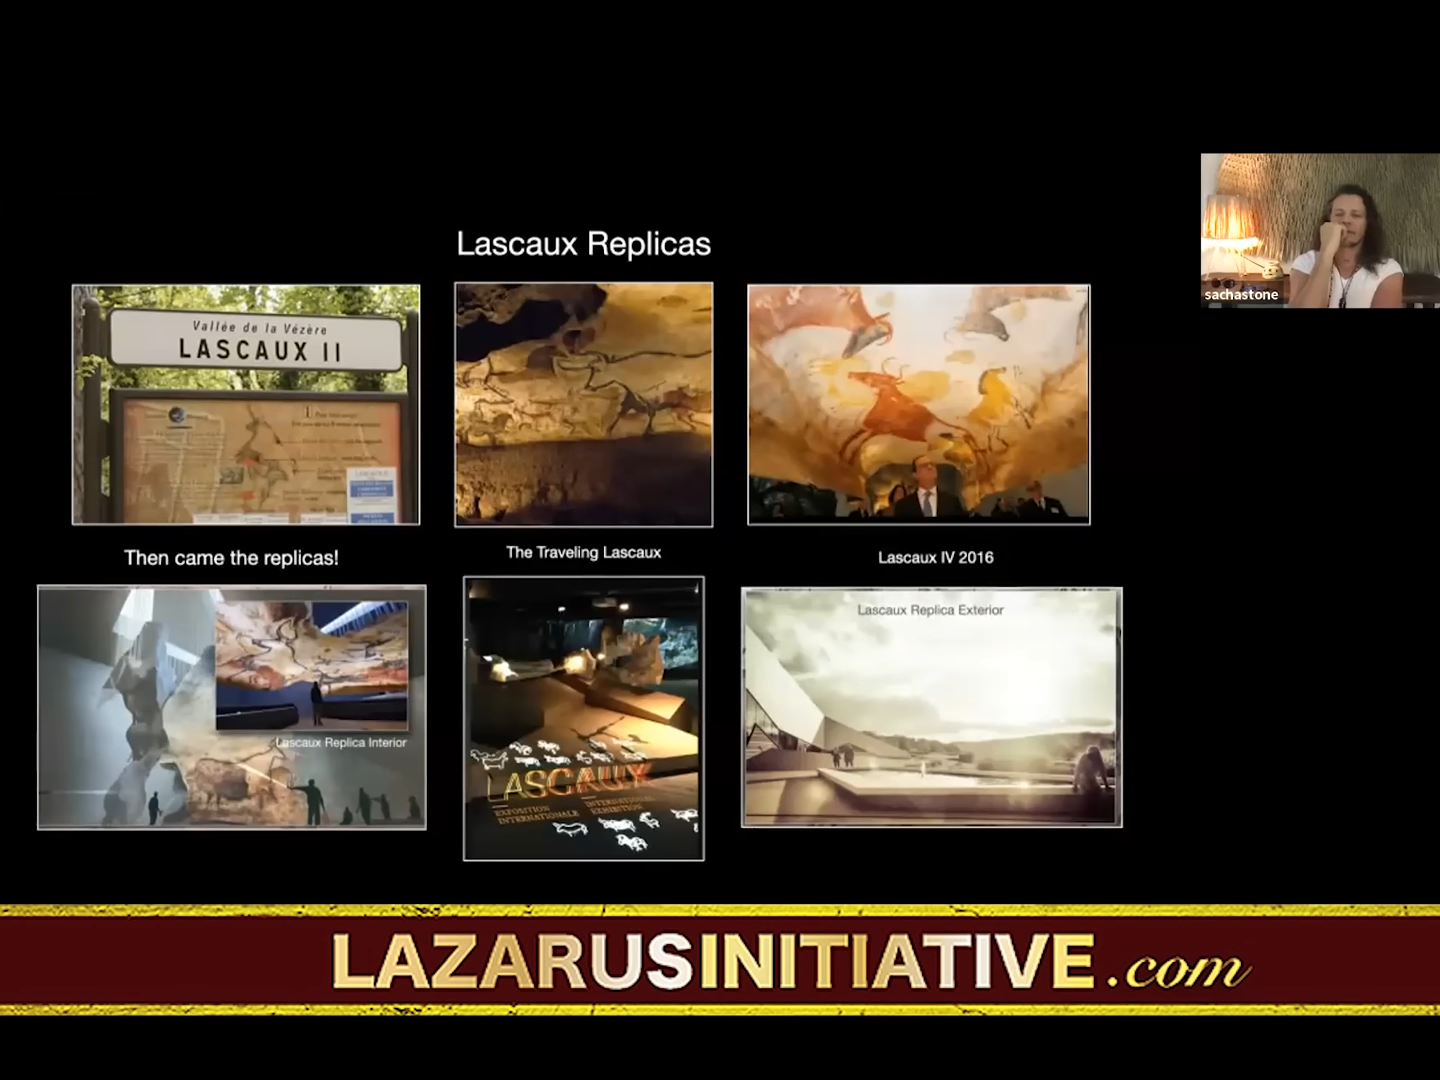 Lascaux Replicas
sachastone
Vallée de la Vézère
LASCAUX II
Then came the replicas!
The Traveling Lascaux
Lascaux IV 2016
Lascaux Replica Interior
LASCAUX
EXPOSITION
INTERNATIONALE
INTERNATIONAL
EXHIBITION
Lascaux Replica Exterior
LAZARUSINITIATIVE.com